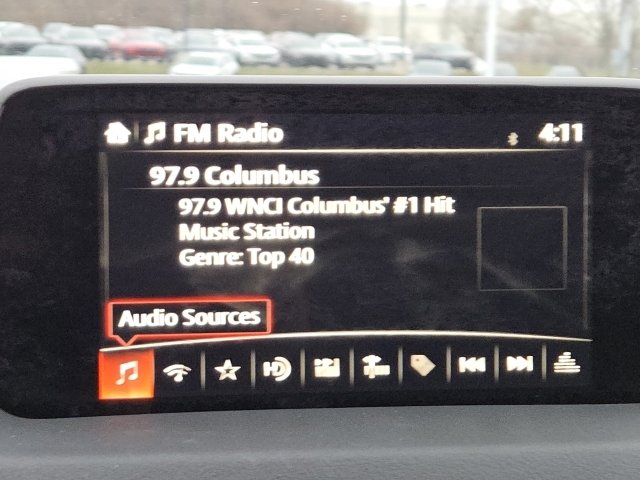 FM Radio 4:11
97.9 Columbus
97.9 WNCI Columbus' #1 Hit
Music Station
Genre: Top 40
Audio Sources
HD